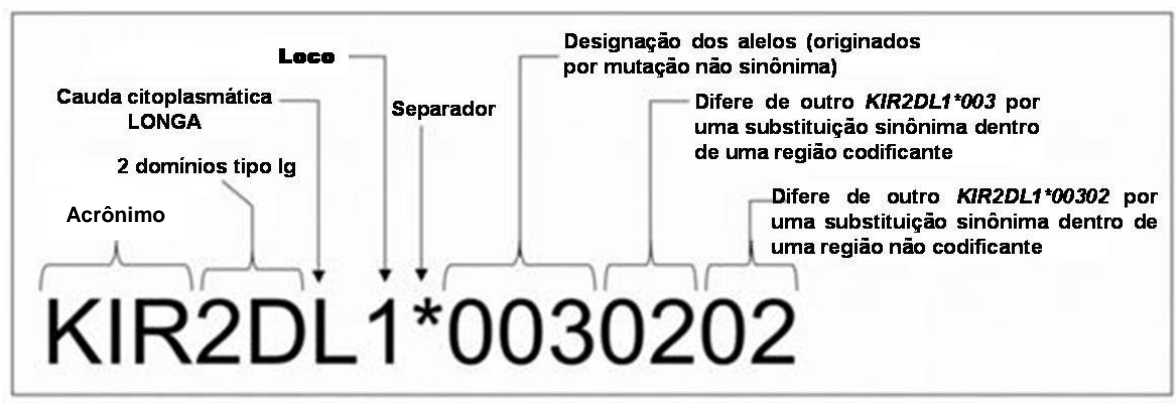 Loco
Designação dos alelos (originados
por mutação não sinônima)
Cauda citoplasmática
LONGA
Separador
Difere de outro KIR2DL1*003 por
uma substituição sinônima dentro
de uma região codificante
2 domínios tipo Ig
Difere de outro KIR2DL1*00302 por
uma substituição sinônima dentro de
uma região não codificante
Acrônimo
KIR2DL1*0030202